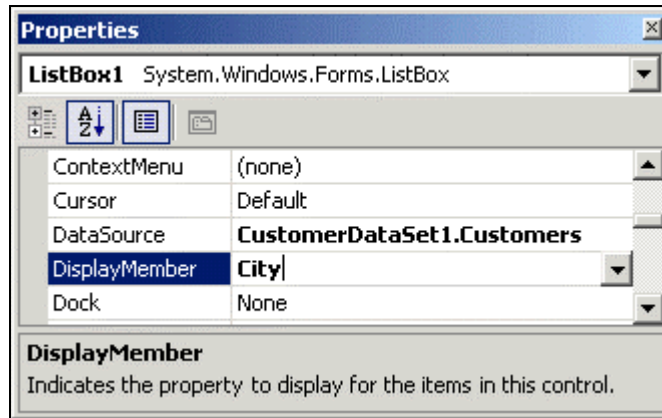 Properties
ListBox1 System.Windows.Forms.ListBox
ContextMenu (none)
Cursor Default
DataSource CustomerDataSet1.Customers
DisplayMember City
Dock None
DisplayMember
Indicates the property to display for the items in this control.